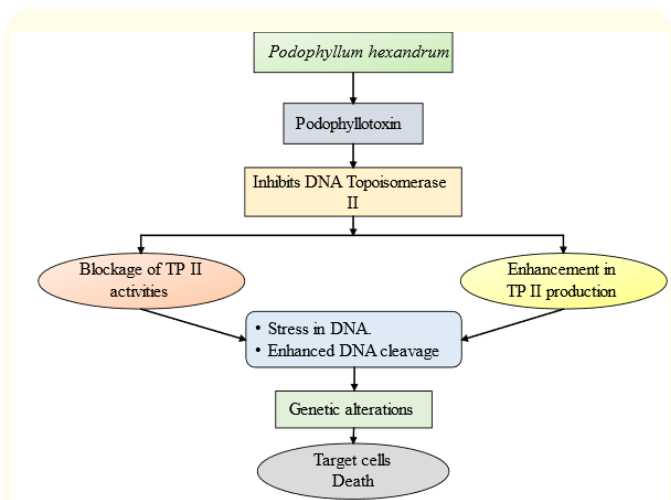 Podophyllum hexandrum
Podophyllotoxin
Inhibits DNA Topoisomerase
II
Blockage of TP II
activities
Enhancement in
TP II production
• Stress in DNA.
• Enhanced DNA cleavage
Genetic alterations
Target cells
Death